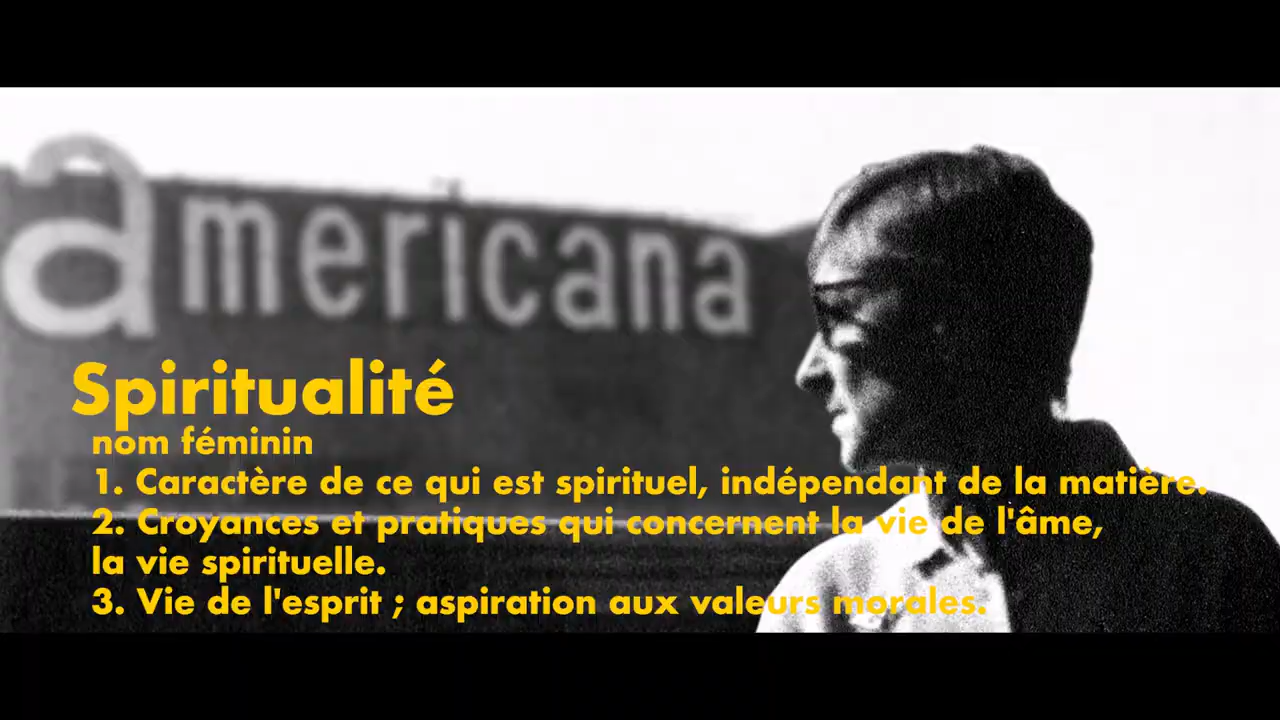 americana
Spiritualité
nom féminin
1. Caractère de ce qui est spirituel, indépendant de la matière.
2. Croyances et pratiques qui concernent la vie de l'âme,
la vie spirituelle.
3. Vie de l'esprit ; aspiration aux valeurs morales.